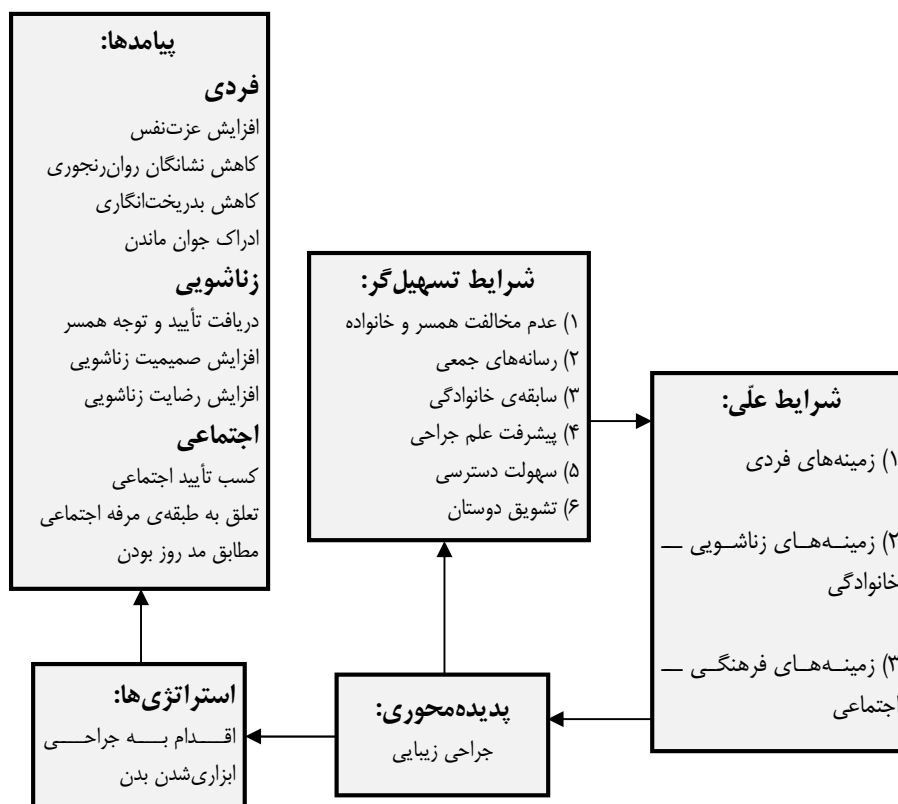 پیامدها:
فردی
افزایش عزت‌نفس
کاهش نشانگان روان‌رنجوری
کاهش بدریخت‌انگاری
ادراک جوان ماندن
زناشویی
دریافت تأیید و توجه همسر
افزایش صمیمیت زناشویی
افزایش رضایت زناشویی
اجتماعی
کسب تأیید اجتماعی
تعلق به طبقه‌ی مرفه اجتماعی
مطابق مد روز بودن
شرایط تسهیل‌گر:
۱) عدم مخالفت همسر و خانواده
۲) رسانه‌های جمعی
۳) سابقه‌ی خانوادگی
۴) پیشرفت علم جراحی
۵) سهولت دسترسی
۶) تشویق دوستان
شرایط علّی:
۱) زمینه‌های فردی
۲) زمینه‌های زناشویی –
خانوادگی
۳) زمینه‌های فرهنگی –
اجتماعی
پدیده‌محوری:
جراحی زیبایی
استراتژی‌ها:
اقدام به جراحی
ابزاری‌شدن بدن